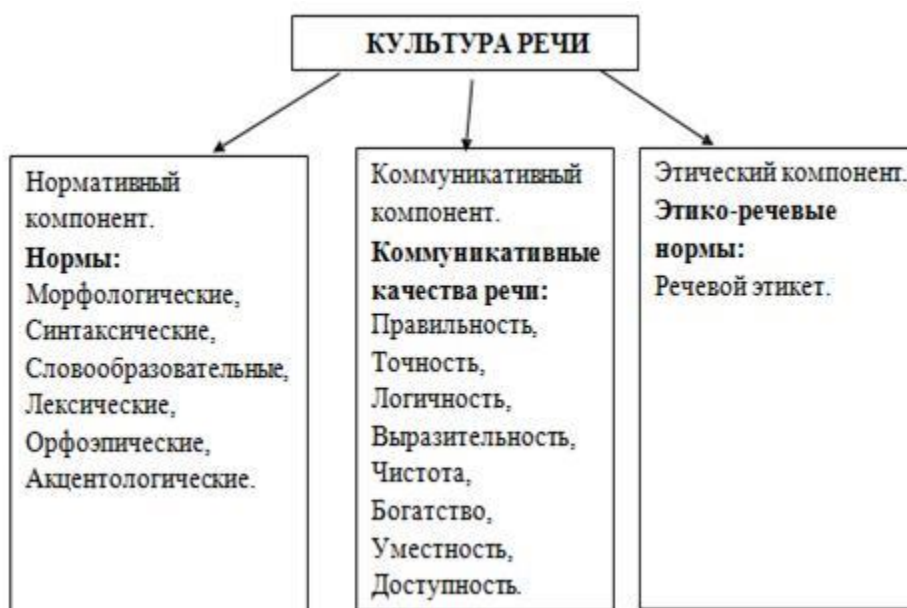 КУЛЬТУРА РЕЧИ
Нормативный
компонент.
Нормы:
Морфологические,
Синтаксические,
Словообразовательные,
Лексические,
Орфоэпические,
Акцентологические.
Коммуникативный
компонент.
Коммуникативные
качества речи:
Правильность,
Точность,
Логичность,
Выразительность,
Чистота,
Богатство,
Уместность,
Доступность.
Этический компонент.
Этико-речевые
нормы:
Речевой этикет.